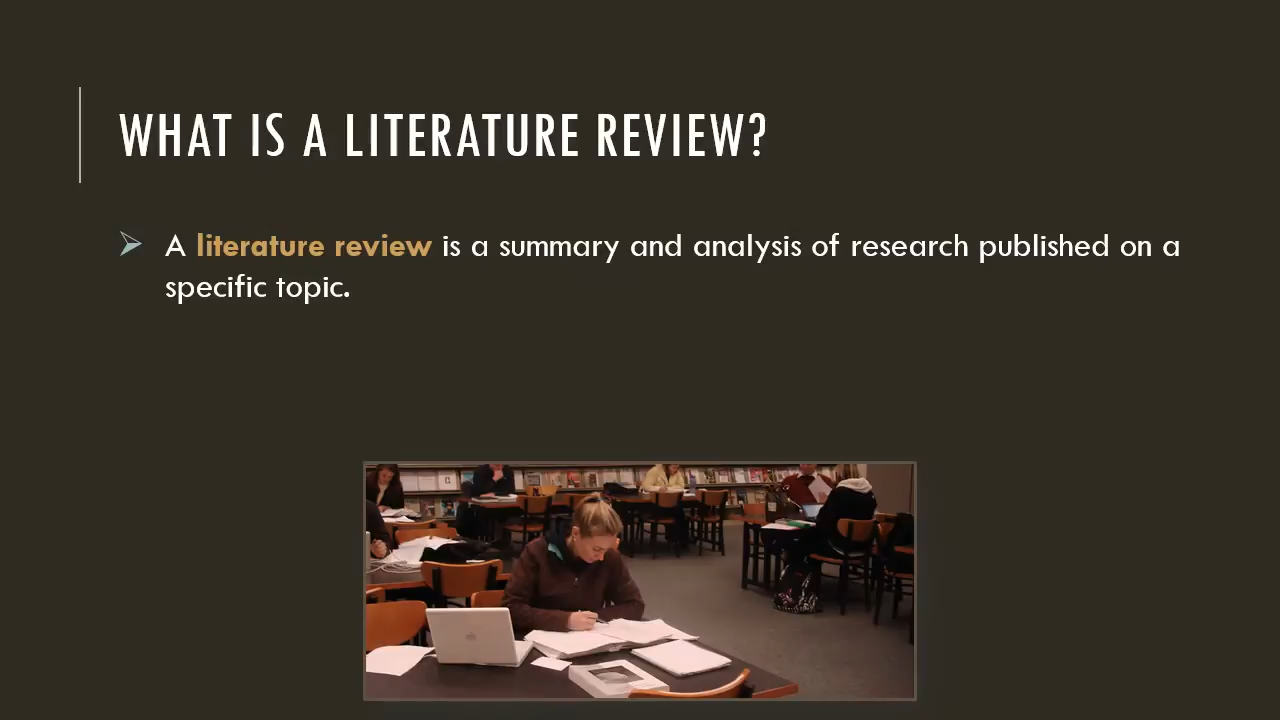 WHAT IS A LITERATURE REVIEW?
A literature review is a summary and analysis of research published on a
specific topic.